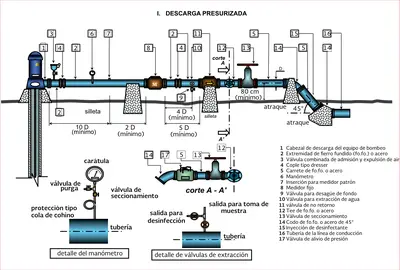 I. DESCARGA PRESURIZADA
corte A
silleta
10 D
(mínimo)
2 D
(mínimo)
4 D
(mínimo)
5 D
(mínimo)
silleta
A'
80 cm
(mínimo)
atraque
atraque
45°
carátula
válvula de
purga
válvula de
seccionamiento
protección tipo
cola de cochino
tubería
detalle del manómetro
corte A - A'
salida para
desinfección
salida para toma de
muestra
tubería
detalle de válvulas de extracción
1 Cabezal de descarga del equipo de bombeo
2 Extremidad de fierro fundido (fo.fo.) o acero
3 Válvula combinada de admisión y expulsión de aire
4 Cople tipo dresser
5 Carrete de fo.fo. o acero
6 Manómetro
7 Inserción para medidor patrón
8 Medidor fijo
9 Válvula para desagüe de fondo
10 Válvula para extracción de agua
11 válvula de no retorno
12 Tee de fo.fo. o acero
13 Válvula de seccionamiento
14 Codo de fo.fo. o acero de 45°
15 Inyección de desinfectante
16 Tubería de la línea de conducción
17 Válvula de alivio de presión